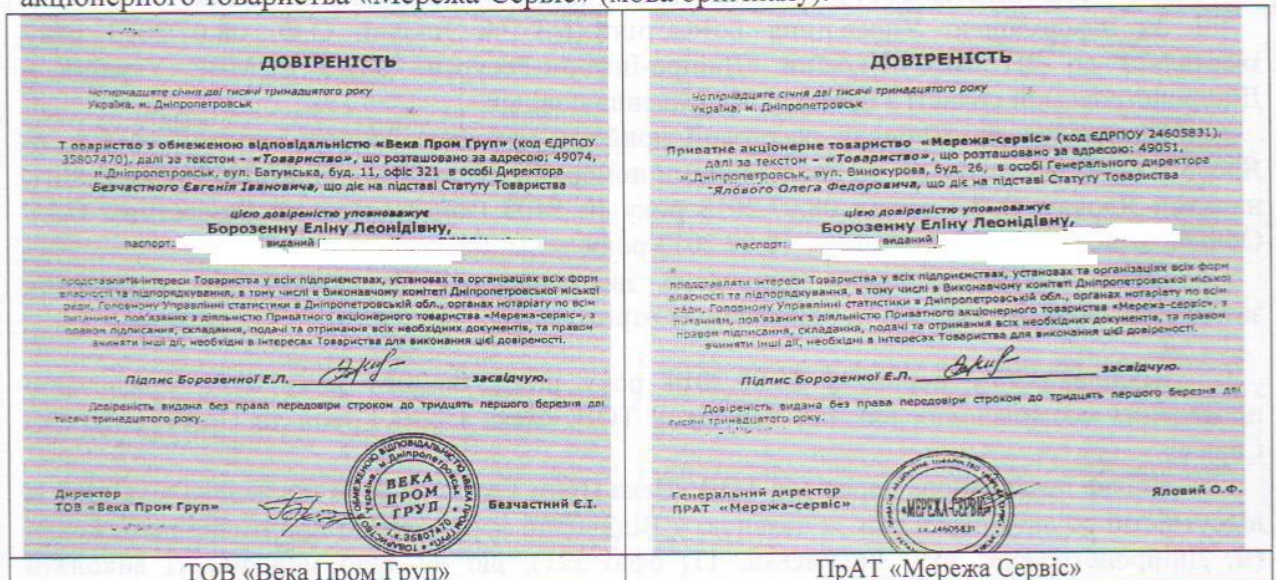 акціонерного товариства «Мережа Сервіс» (мова оригіналу):
ДОВІРЕНІСТЬ
Чотирнадцяте січня дві тисячі тринадцятого року
Україна, м. Дніпропетровськ
Товариство з обмеженою відповідальністю «Века Пром Груп» (код ЄДРПОУ
35807470), далі за текстом – «Товариство», що розташовано за адресою: 49074,
м.Дніпропетровськ, вул. Батумська, буд. 11, офіс 321 в особі Директора
Безчастного Євгенія Івановича, що діє на підставі Статуту Товариства
цією довіреністю уповноважує
Борозенну Еліну Леонідівну,
паспорт: виданий
представляти інтереси Товариства у всіх підприємствах, установах та організаціях всіх форм
власності та підпорядкування, в тому числі в Виконавчому комітеті Дніпропетровської міської
ради, Головному Управлінні статистики в Дніпропетровській обл., органах нотаріату по всім
питанням, пов'язаних з діяльністю Приватного акціонерного товариства «Мережа-сервіс», з
правом підписання, складання, подачі та отримання всіх необхідних документів, та правом
вчиняти інші дії, необхідні в інтересах Товариства для виконання цієї довіреності.
Підпис Борозенної Е.Л. засвідчую.
Довіреність видана без права передовіри строком до тридцять першого березня дві
тисячі тринадцятого року.
Директор
ТОВ «Века Пром Груп»
ВЕКА
ПРОМ
ГРУП
і.к.35807470
Безчастний Є.І.
ТОВ «Века Пром Груп»
ДОВІРЕНІСТЬ
Чотирнадцяте січня дві тисячі тринадцятого року
Україна, м. Дніпропетровськ
Приватне акціонерне товариство «Мережа-сервіс» (код ЄДРПОУ 24605831),
далі за текстом – «Товариство», що розташовано за адресою: 49051,
м.Дніпропетровськ, вул. Винокурова, буд. 26, в особі Генерального директора
Ялового Олега Федоровича, що діє на підставі Статуту Товариства
цією довіреністю уповноважує
Борозенну Еліну Леонідівну,
паспорт: виданий
представляти інтереси Товариства у всіх підприємствах, установах та організаціях всіх форм
власності та підпорядкування, в тому числі в Виконавчому комітеті Дніпропетровської міської
ради, Головному Управлінні статистики в Дніпропетровській обл., органах нотаріату по всім
питанням, пов'язаних з діяльністю Приватного акціонерного товариства «Мережа-сервіс», з
правом підписання, складання, подачі та отримання всіх необхідних документів, та правом
вчиняти інші дії, необхідні в інтересах Товариства для виконання цієї довіреності.
Підпис Борозенної Е.Л. засвідчую.
Довіреність видана без права передовіри строком до тридцять першого березня дві
тисячі тринадцятого року.
Генеральний директор
ПРАТ «Мережа-сервіс»
«МЕРЕЖА-СЕРВІС»
і.к.24605831
Яловий О.Ф.
ПрАТ «Мережа Сервіс»